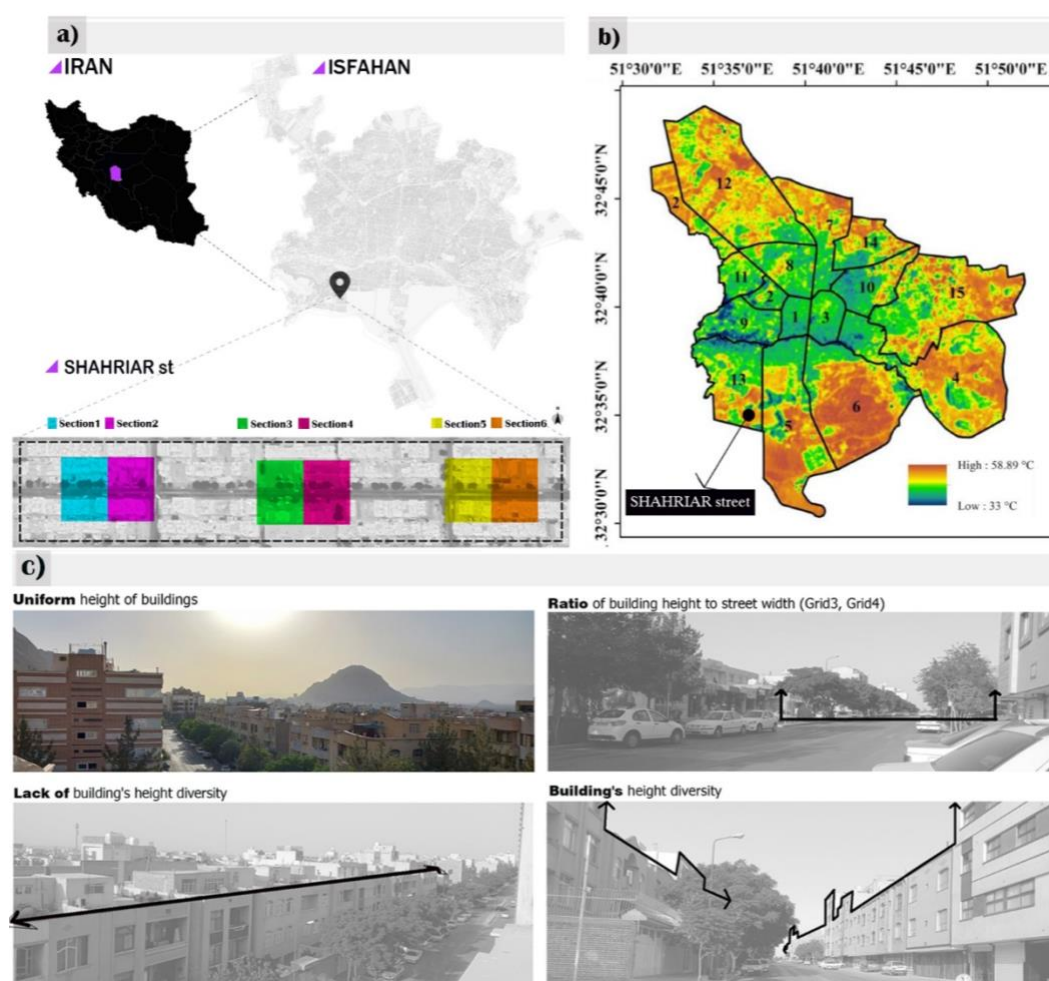 a)
IRAN
ISFAHAN
SHAHRIAR st
Section1 Section2 Section3 Section4 Section5 Section6
b)
51°30'0"E 51°35'0"E 51°40'0"E 51°45'0"E 51°50'0"E
32°45'0"N
32°40'0"N
32°35'0"N
32°30'0"N
12
2
7
14
8
11
10
15
2
9
1
3
13
4
6
5
High : 58.89 °C
Low : 33 °C
SHAHRIAR street
c)
Uniform height of buildings
Ratio of building height to street width (Grid3, Grid4)
Lack of building's height diversity
Building's height diversity